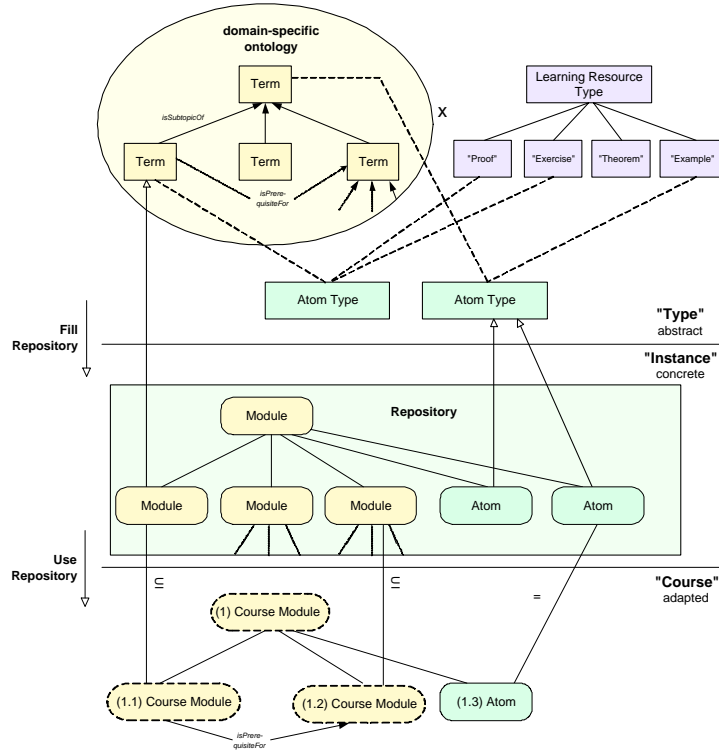 domain-specific
ontology
Term
isSubtopicOf
Term
Term
Term
isPrere-
quisiteFor
X
Learning Resource
Type
"Proof"
"Exercise"
"Theorem"
"Example"
Atom Type
Atom Type
"Type"
abstract
Fill
Repository
"Instance"
concrete
Repository
Module
Module
Module
Module
Atom
Atom
Use
Repository
⊆
⊆
=
"Course"
adapted
(1) Course Module
(1.1) Course Module
(1.2) Course Module
(1.3) Atom
isPrere-
quisiteFor